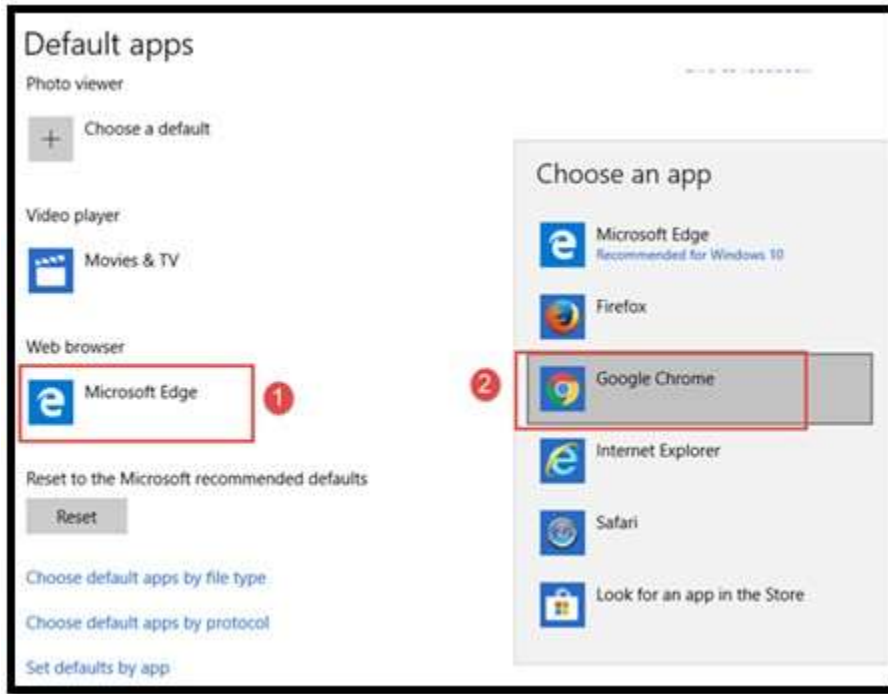 Default apps
Photo viewer
Choose a default
Video player
Movies & TV
Web browser
Microsoft Edge
1
Reset to the Microsoft recommended defaults
Reset
Choose default apps by file type
Choose default apps by protocol
Set defaults by app
Choose an app
Microsoft Edge
Recommended for Windows 10
Firefox
2
Google Chrome
Internet Explorer
Safari
Look for an app in the Store